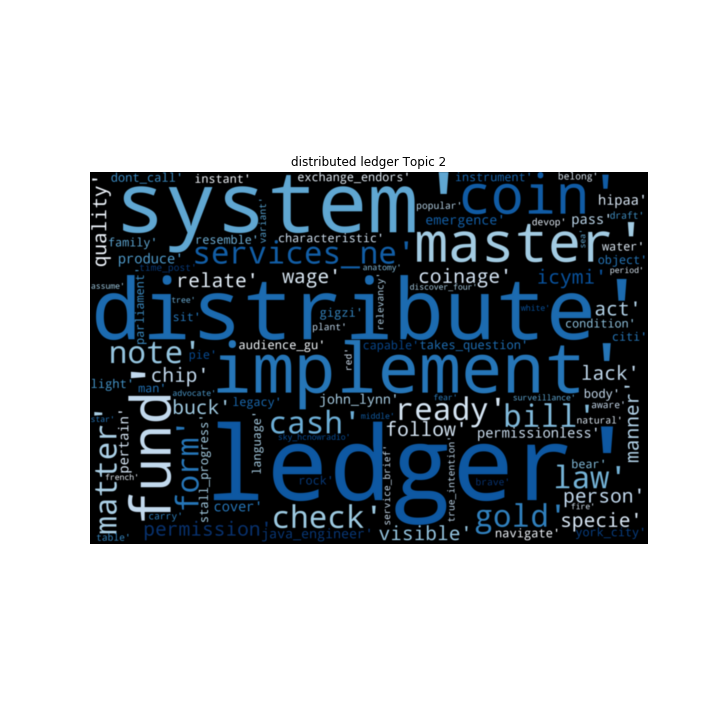 distributed ledger Topic 2
dont_call' instant' exchange_endors' instrument' belong'
quality' system' variant' popular' coin' hipaa'
emergence' devop' pass' draft'
family' resemble' characteristic' master' sea' water'
produce' services_ne' object'
time_post' anatomy' period'
assume' parliament' relate' wage' relevancy' coinage' discover_four' icymi'
tree' distribute' white' act'
sit' gigzi' condition'
plant' citi'
note' pie' audience_gu' red' capable' takes_question'
light' chip' man' implement' lack'
advocate' fear' surveillance' body'
star' buck' legacy' john_lynn' ready' aware'
matter' pertain' fund' form' stall_progress' language' cash' middle' follow' bill' natural' manner'
sky_hcnowradio' permissionless'
french' ledger' service_brief' true_intention' bear'
rock' brave' law'
carry' cover' person'
fire'
check' gold' specie'
table' permission' java_engineer' visible' navigate' york_city'